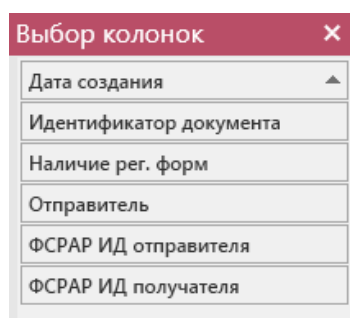 Выбор колонок
Дата создания
Идентификатор документа
Наличие рег. форм
Отправитель
ФСРАР ИД отправителя
ФСРАР ИД получателя